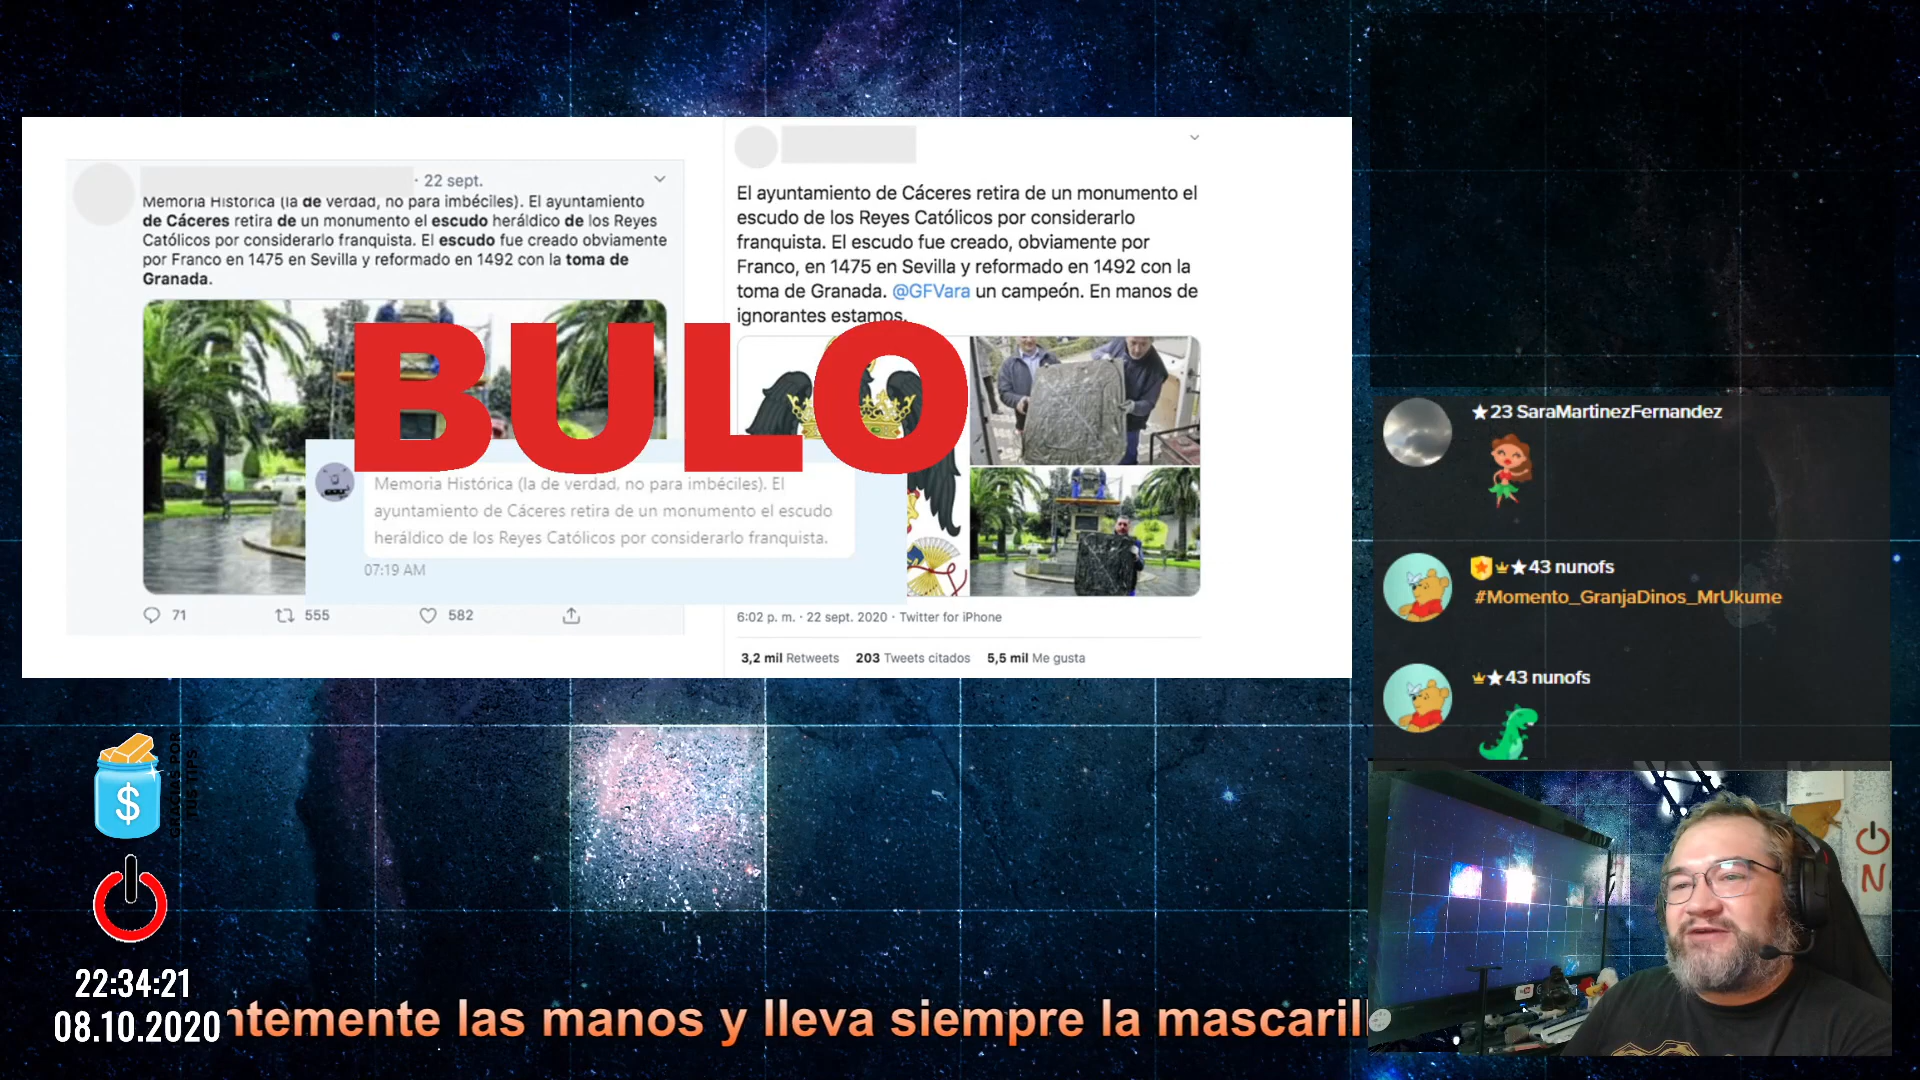 · 22 sept.
Memoria Histórica (la de verdad, no para imbéciles). El ayuntamiento
de Cáceres retira de un monumento el escudo heráldico de los Reyes
Católicos por considerarlo franquista. El escudo fue creado obviamente
por Franco en 1475 en Sevilla y reformado en 1492 con la toma de
Granada.
BULO
Memoria Histórica (la de verdad, no para imbéciles). El
ayuntamiento de Cáceres retira de un monumento el escudo
heráldico de los Reyes Católicos por considerarlo franquista.
07:19 AM
71
555
582
El ayuntamiento de Cáceres retira de un monumento el
escudo de los Reyes Católicos por considerarlo
franquista. El escudo fue creado, obviamente por
Franco, en 1475 en Sevilla y reformado en 1492 con la
toma de Granada. @GFVara un campeón. En manos de
ignorantes estamos.
6:02 p. m. · 22 sept. 2020 · Twitter for iPhone
3,2 mil Retweets 203 Tweets citados 5,5 mil Me gusta
23 SaraMartinezFernandez
43 nunofs
#Momento_GranjaDinos_MrUkume
43 nunofs
$
GRACIAS POR
TUS TIPS
22:34:21
08.10.2020
ntemente las manos y lleva siempre la mascarill